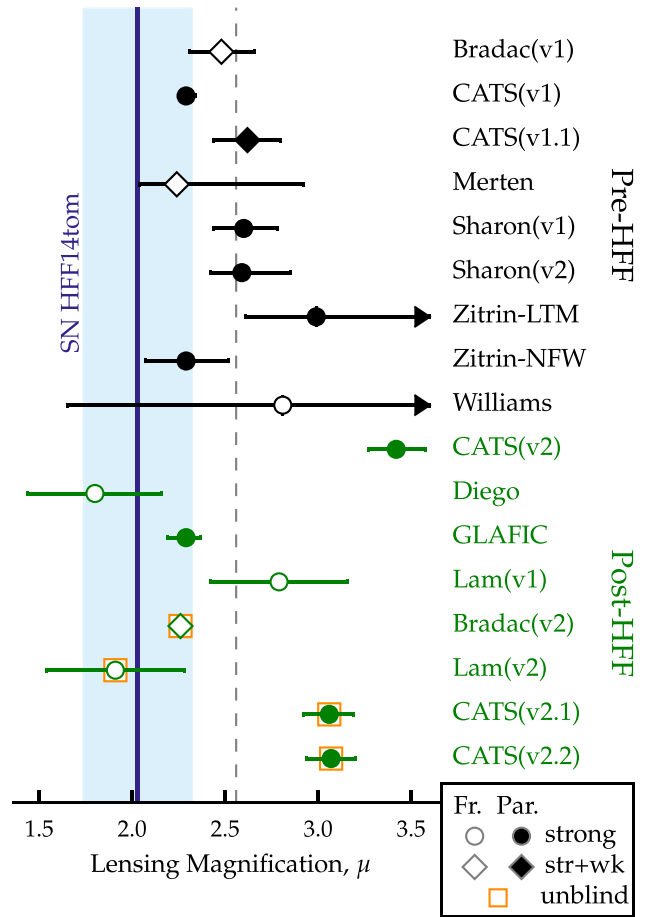 Bradac(v1)
CATS(v1)
CATS(v1.1)
Merten
Sharon(v1)
Sharon(v2)
Zitrin-LTM
Zitrin-NFW
Williams
CATS(v2)
Diego
GLAFIC
Lam(v1)
Bradac(v2)
Lam(v2)
CATS(v2.1)
CATS(v2.2)
Pre-HFF
Post-HFF
SN HFF14tom
1.5 2.0 2.5 3.0 3.5
Lensing Magnification, μ
Fr. Par.
strong
str+wk
unblind